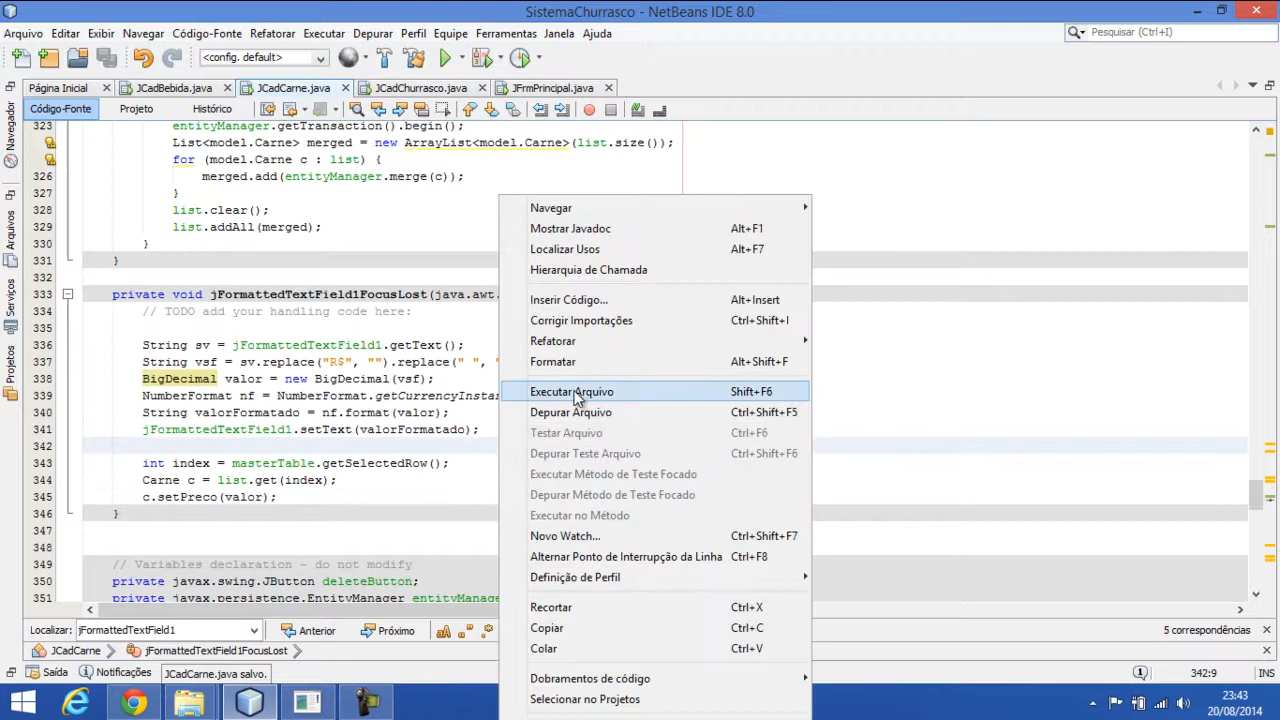 SistemaChurrasco - NetBeans IDE 8.0
Arquivo Editar Exibir Navegar Código-Fonte Refatorar Executar Depurar Perfil Equipe Ferramentas Janela Ajuda
Pesquisar (Ctrl+I)
<config. default>
Página Inicial JCadBebida.java JCadCarne.java JCadChurrasco.java JFrmPrincipal.java
Código-Fonte Projeto Histórico
Navegador
Arquivos
Serviços
Projetos
323 entityManager.getTransaction().begin();
List<model.Carne> merged = new ArrayList<model.Carne>(list.size());
for (model.Carne c : list) {
326 merged.add(entityManager.merge(c));
327 }
328 list.clear();
329 list.addAll(merged);
330 }
331 }
332
333 private void jFormattedTextField1FocusLost(java.awt.
334 // TODO add your handling code here:
335
336 String sv = jFormattedTextField1.getText();
337 String vsf = sv.replace("R$", "").replace(" ",
338 BigDecimal valor = new BigDecimal(vsf);
339 NumberFormat nf = NumberFormat.getCurrencyInstan
340 String valorFormatado = nf.format(valor);
341 jFormattedTextField1.setText(valorFormatado);
342
343 int index = masterTable.getSelectedRow();
344 Carne c = list.get(index);
345 c.setPreco(valor);
346 }
347
348
349 // Variables declaration - do not modify
350 private javax.swing.JButton deleteButton;
351 private javax.persistence.EntityManager entityManage
Navegar
Mostrar Javadoc Alt+F1
Localizar Usos Alt+F7
Hierarquia de Chamada
Inserir Código... Alt+Insert
Corrigir Importações Ctrl+Shift+I
Refatorar
Formatar Alt+Shift+F
Executar Arquivo Shift+F6
Depurar Arquivo Ctrl+Shift+F5
Testar Arquivo Ctrl+F6
Depurar Teste Arquivo Ctrl+Shift+F6
Executar Método de Teste Focado
Depurar Método de Teste Focado
Executar no Método
Novo Watch... Ctrl+Shift+F7
Alternar Ponto de Interrupção da Linha Ctrl+F8
Definição de Perfil
Recortar Ctrl+X
Copiar Ctrl+C
Colar Ctrl+V
Dobramentos de código
Selecionar no Projetos
Localizar: jFormattedTextField1 Anterior Próximo 5 correspondências
JCadCarne jFormattedTextField1FocusLost
Saída Notificações JCadCarne.java salvo. 342:9 INS
23:43
20/08/2014